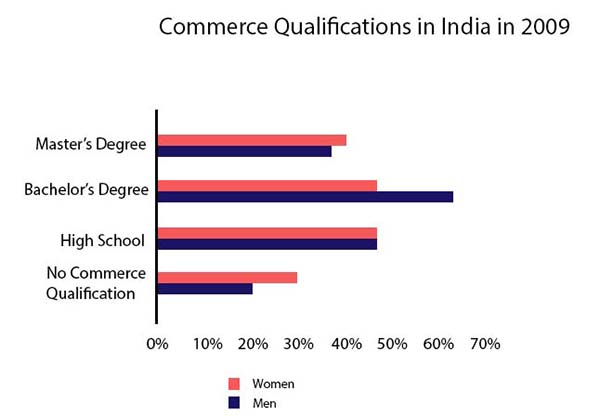 Commerce Qualifications in India in 2009
Master's Degree
Bachelor's Degree
High School
No Commerce
Qualification
0% 10% 20% 30% 40% 50% 60% 70%
Women
Men